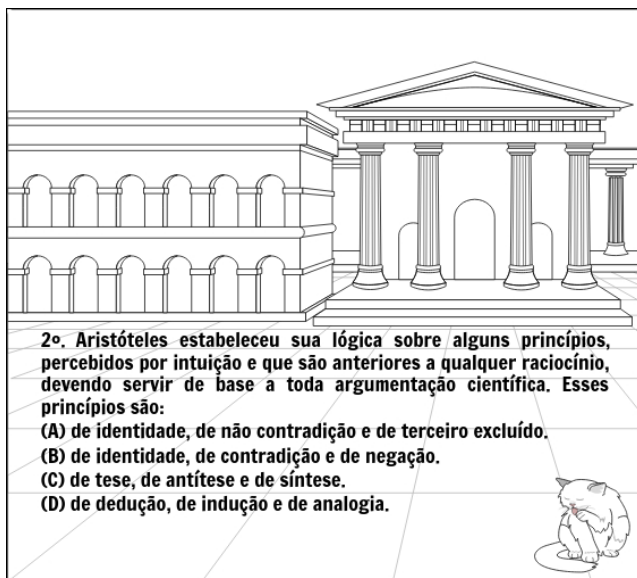 2º. Aristóteles estabeleceu sua lógica sobre alguns princípios,
percebidos por intuição e que são anteriores a qualquer raciocínio,
devendo servir de base a toda argumentação científica. Esses
princípios são:
(A) de identidade, de não contradição e de terceiro excluído.
(B) de identidade, de contradição e de negação.
(C) de tese, de antítese e de síntese.
(D) de dedução, de indução e de analogia.